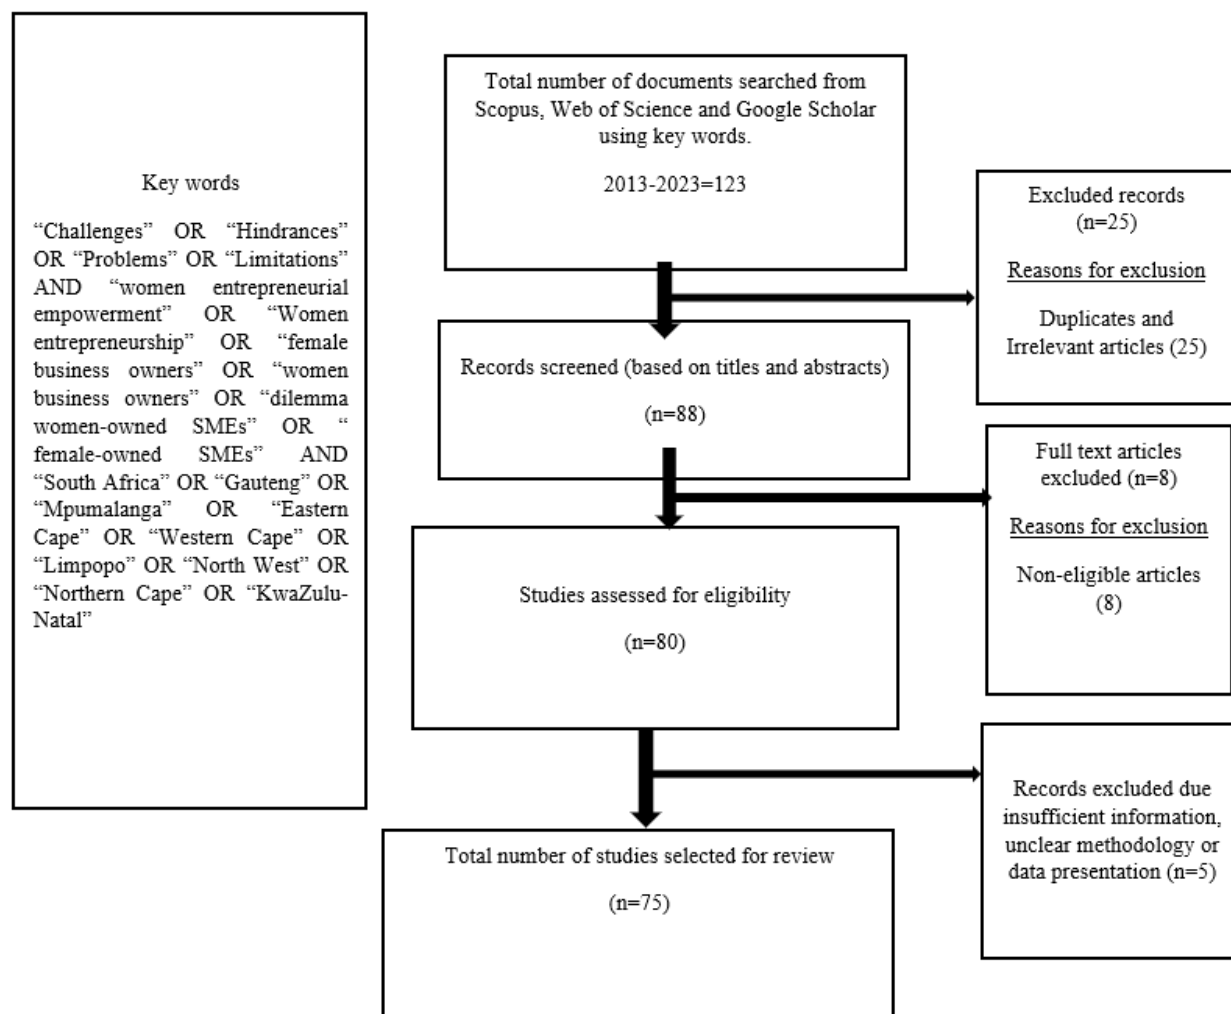 Key words
“Challenges” OR “Hindrances”
OR “Problems” OR “Limitations”
AND “women entrepreneurial
empowerment” OR “Women
entrepreneurship” OR “female
business owners” OR “women
business owners” OR “dilemma
women-owned SMEs” OR “
female-owned SMEs” AND
“South Africa” OR “Gauteng” OR
“Mpumalanga” OR “Eastern
Cape” OR “Western Cape” OR
“Limpopo” OR “North West” OR
“Northern Cape” OR “KwaZulu-
Natal”
Total number of documents searched from
Scopus, Web of Science and Google Scholar
using key words.
2013-2023=123
Excluded records
(n=25)
Reasons for exclusion
Duplicates and
Irrelevant articles (25)
Records screened (based on titles and abstracts)
(n=88)
Full text articles
excluded (n=8)
Reasons for exclusion
Non-eligible articles
(8)
Studies assessed for eligibility
(n=80)
Records excluded due
insufficient information,
unclear methodology or
data presentation (n=5)
Total number of studies selected for review
(n=75)